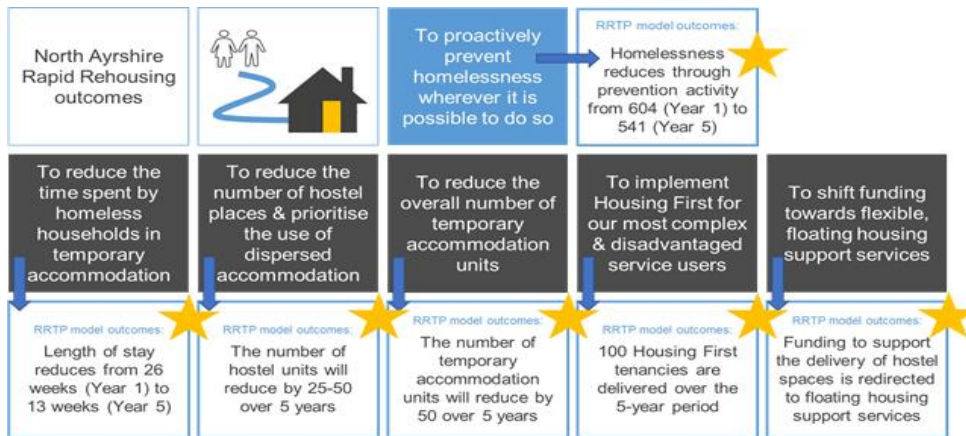 North Ayrshire
Rapid Rehousing
outcomes
To proactively
prevent
homelessness
wherever it is
possible to do so
RRTP model outcomes:
Homelessness
reduces through
prevention activity
from 604 (Year 1) to
541 (Year 5)
To reduce the
time spent by
homeless
households in
temporary
accommodation
To reduce the
number of hostel
places & prioritise
the use of
dispersed
accommodation
To reduce the
overall number of
temporary
accommodation
units
To implement
Housing First for
our most complex
& disadvantaged
service users
To shift funding
towards flexible,
floating housing
support services
RRTP model outcomes:
Length of stay
reduces from 26
weeks (Year 1) to
13 weeks (Year 5)
RRTP model outcomes:
The number of
hostel units will
reduce by 25-50
over 5 years
RRTP model outcomes:
The number of
temporary
accommodation
units will reduce by
50 over 5 years
RRTP model outcomes:
100 Housing First
tenancies are
delivered over the
5-year period
RRTP model outcomes:
Funding to support
the delivery of hostel
spaces is redirected
to floating housing
support services